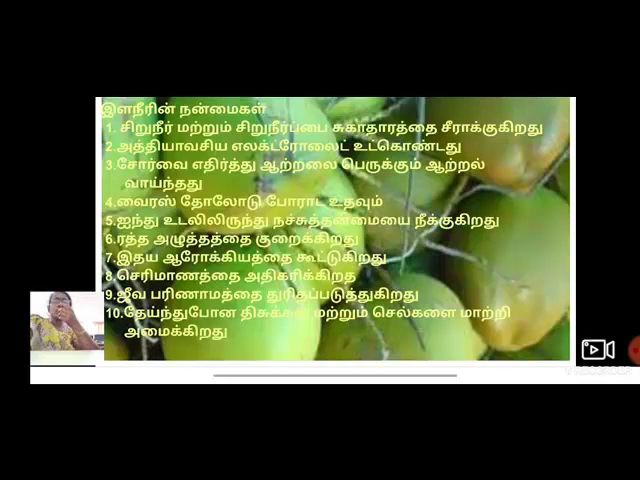 இளநீரின் நன்மைகள்
1. சிறுநீர் மற்றும் சிறுநீர்ப்பை சுகாதாரத்தை சீராக்குகிறது
2.அத்தியாவசிய எலக்ட்ரோலைட் உட்கொண்டது
3.சோர்வை எதிர்த்து ஆற்றலை பெருக்கும் ஆற்றல்
வாய்ந்தது
4.வைரஸ் தோலோடு போராட உதவும்
5.ஐந்து உடலிலிருந்து நச்சுத்தன்மையை நீக்குகிறது
6.ரத்த அழுத்தத்தை குறைக்கிறது
7.இதய ஆரோக்கியத்தை கூட்டுகிறது
8.செரிமாணத்தை அதிகரிக்கிறத
9.ஜீவ பரிணாமத்தை துரிதப்படுத்துகிறது
10.தேய்ந்துபோன திசுக்கள் மற்றும் செல்களை மாற்றி
அமைக்கிறது
V RECORDER